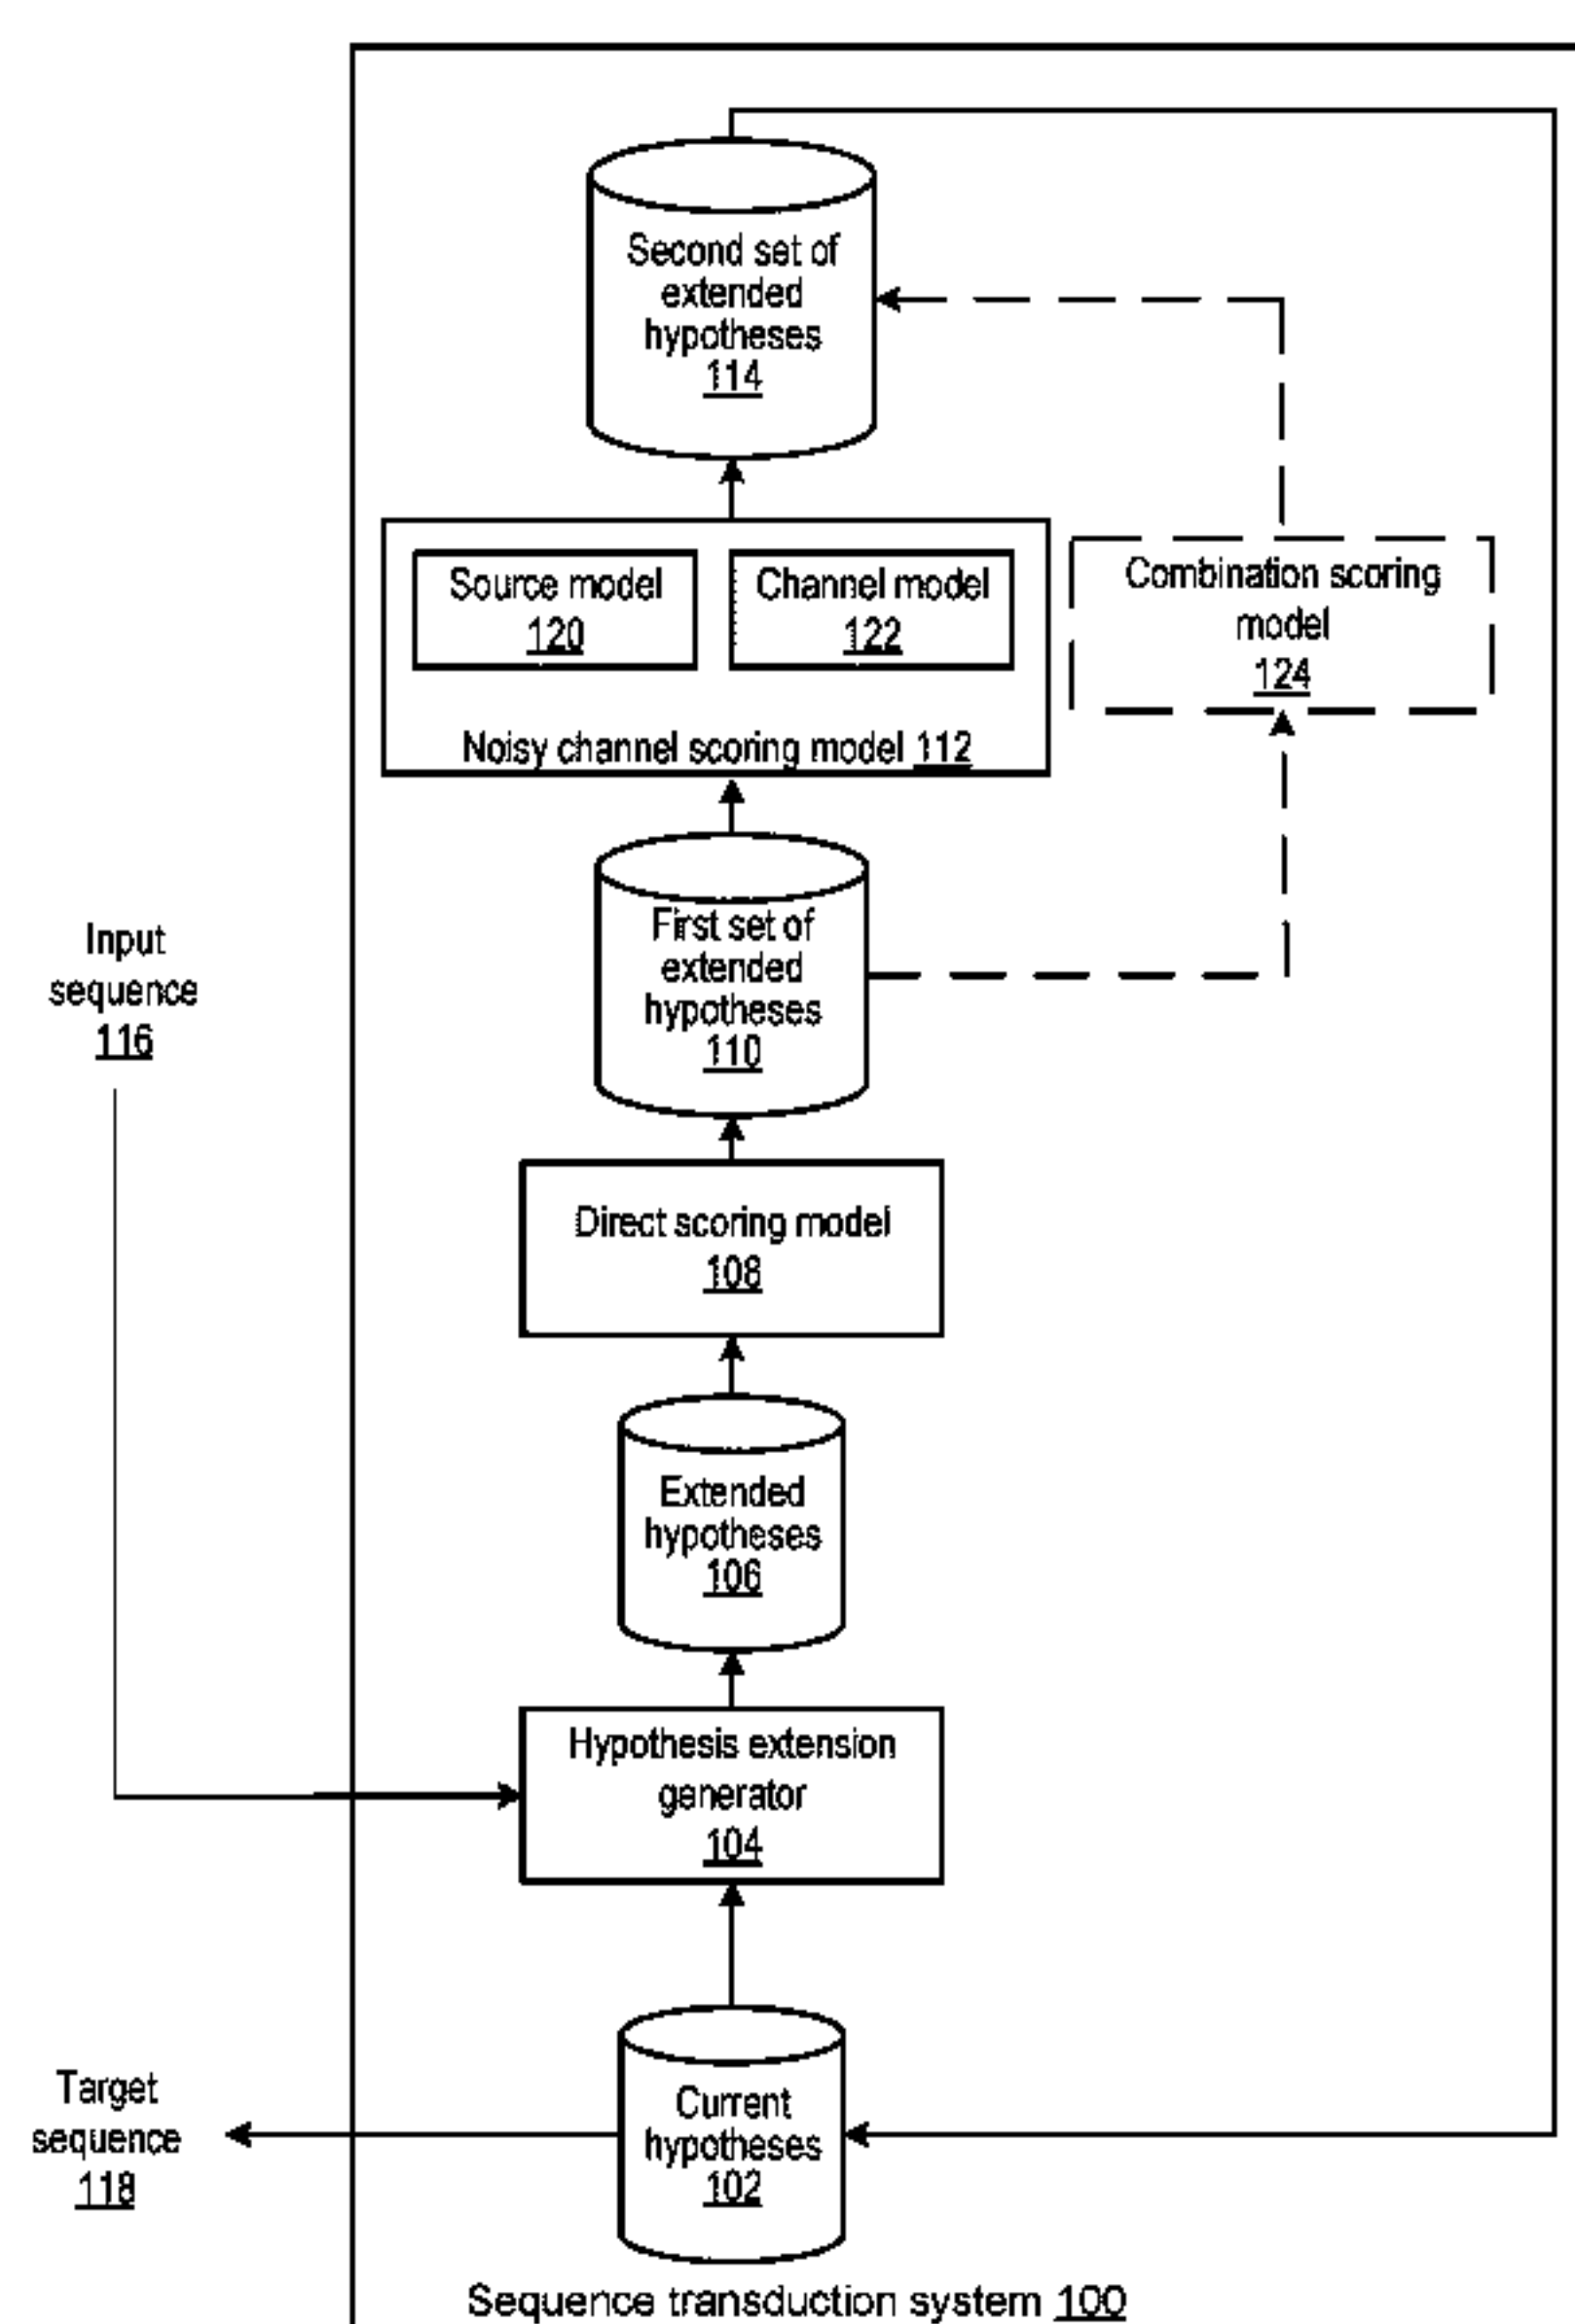 Second set of
extended
hypotheses
114
Source model
120
Channel model
122
Noisy channel scoring model 112
Combination scoring
model
124
First set of
extended
hypotheses
110
Input
sequence
116
Direct scoring model
108
Extended
hypotheses
106
Hypothesis extension
generator
104
Current
hypotheses
102
Target
sequence
118
Sequence transduction system 100